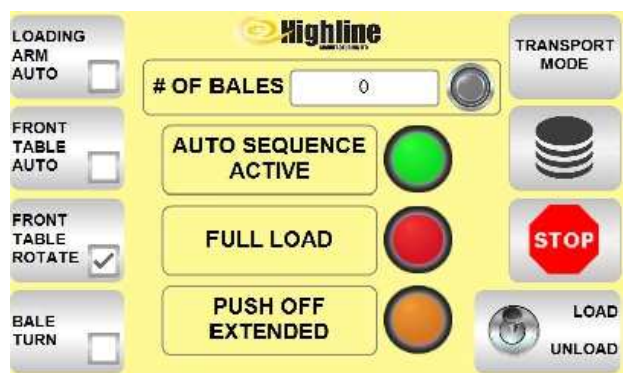 LOADING
ARM
AUTO
Highline
TRANSPORT
MODE
# OF BALES 0
FRONT
TABLE
AUTO
AUTO SEQUENCE
ACTIVE
FRONT
TABLE
ROTATE
FULL LOAD
STOP
BALE
TURN
PUSH OFF
EXTENDED
LOAD
UNLOAD